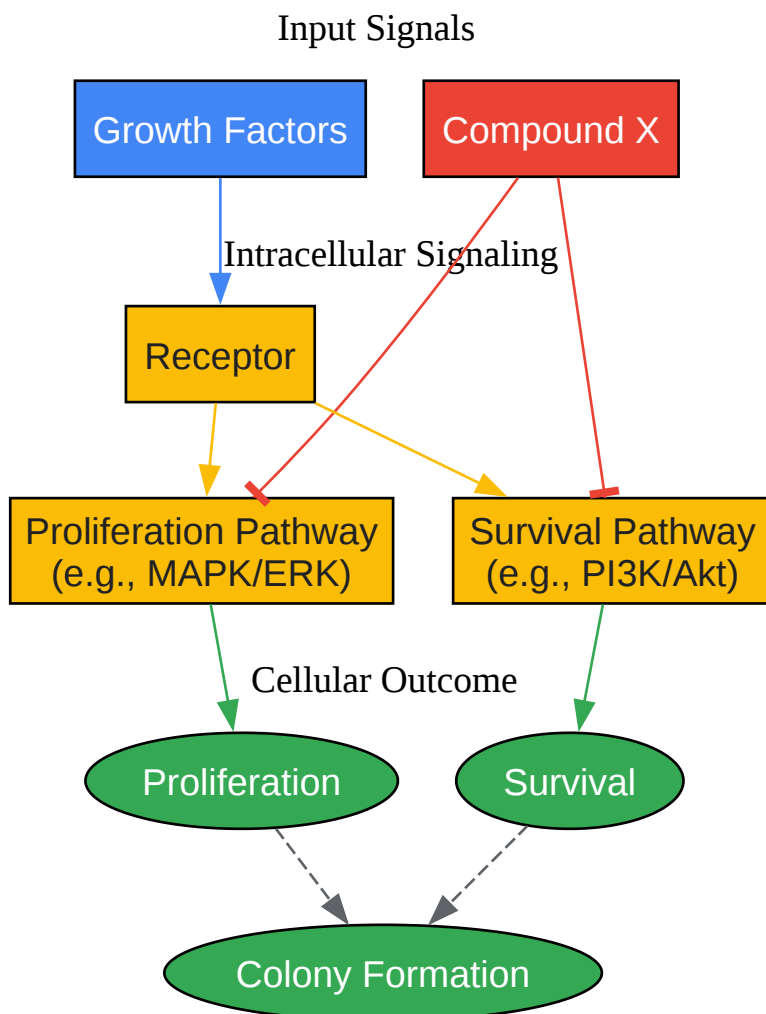 Input Signals
Growth Factors
Compound X
Intracellular Signaling
Receptor
Proliferation Pathway
(e.g., MAPK/ERK)
Survival Pathway
(e.g., PI3K/Akt)
Cellular Outcome
Proliferation
Survival
Colony Formation